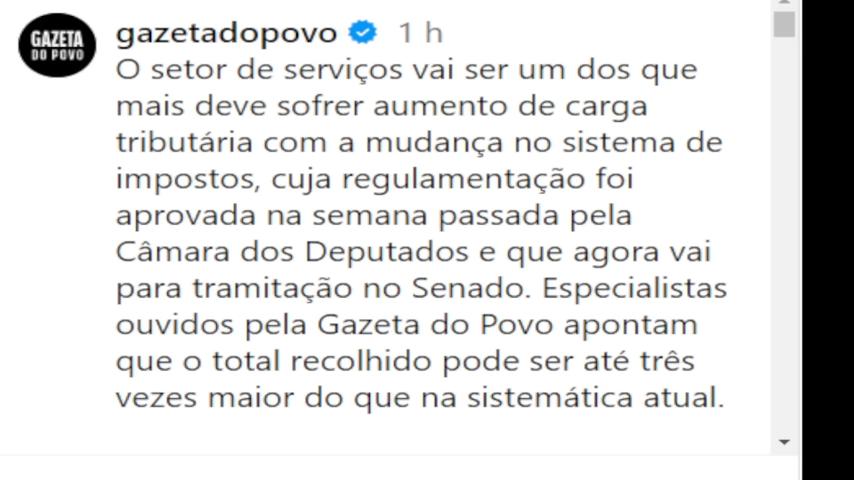 GAZETA
DO POVO
gazetadopovo 1 h
O setor de serviços vai ser um dos que
mais deve sofrer aumento de carga
tributária com a mudança no sistema de
impostos, cuja regulamentação foi
aprovada na semana passada pela
Câmara dos Deputados e que agora vai
para tramitação no Senado. Especialistas
ouvidos pela Gazeta do Povo apontam
que o total recolhido pode ser até três
vezes maior do que na sistemática atual.